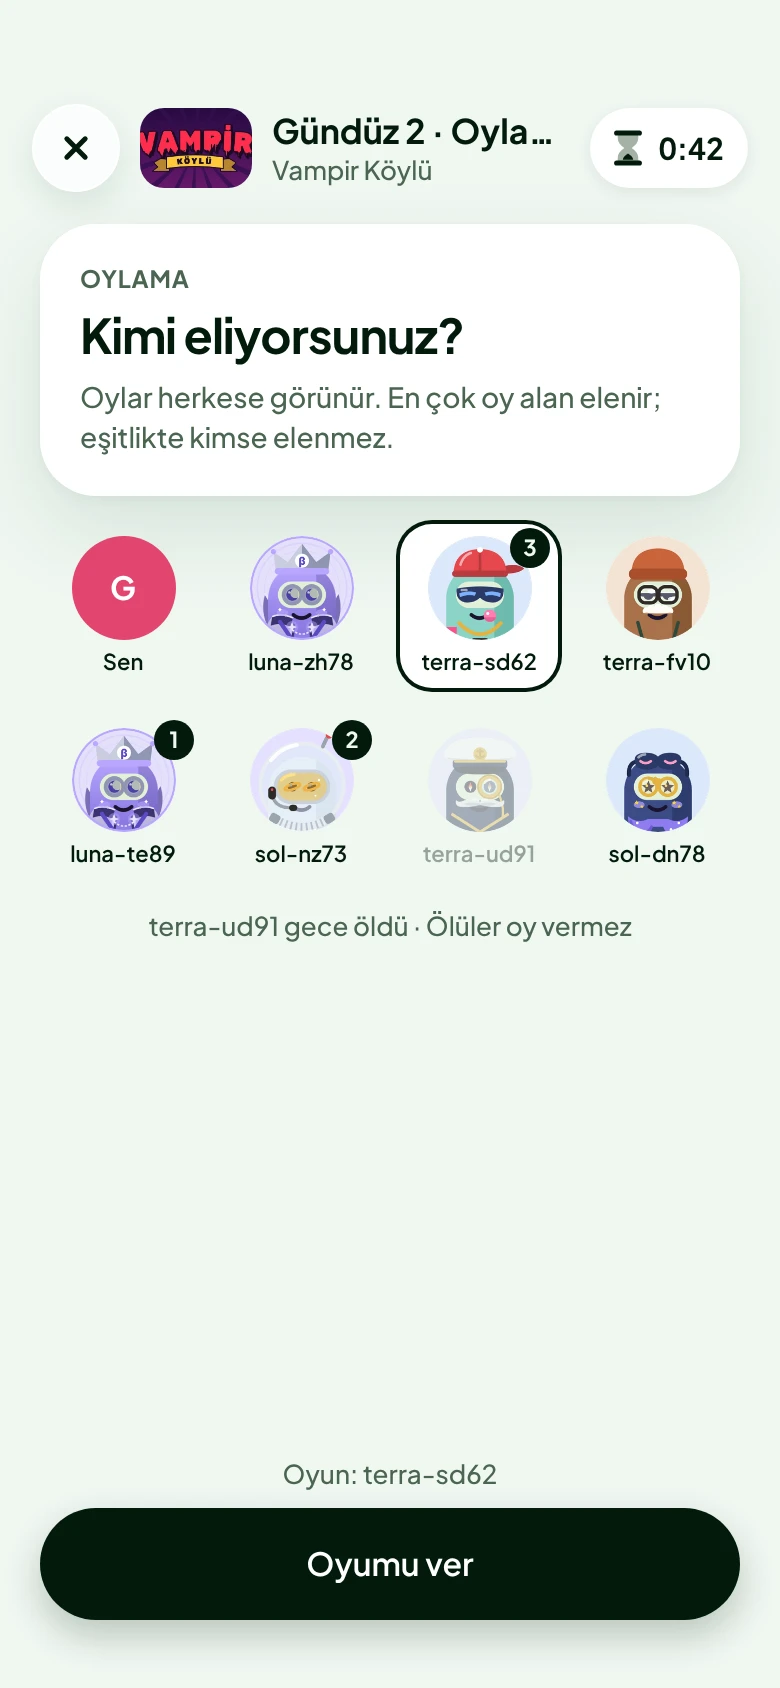 VAMPİR
KÖYLÜ
Gündüz 2 · Oyla...
Vampir Köylü
0:42
OYLAMA
Kimi eliyorsunuz?
Oylar herkese görünür. En çok oy alan elenir;
eşitlikte kimse elenmez.
G
β
3
Sen
luna-zh78
terra-sd62
terra-fv10
β
1
2
luna-te89
sol-nz73
terra-ud91
sol-dn78
terra-ud91 gece öldü · Ölüler oy vermez
Oyun: terra-sd62
Oyumu ver